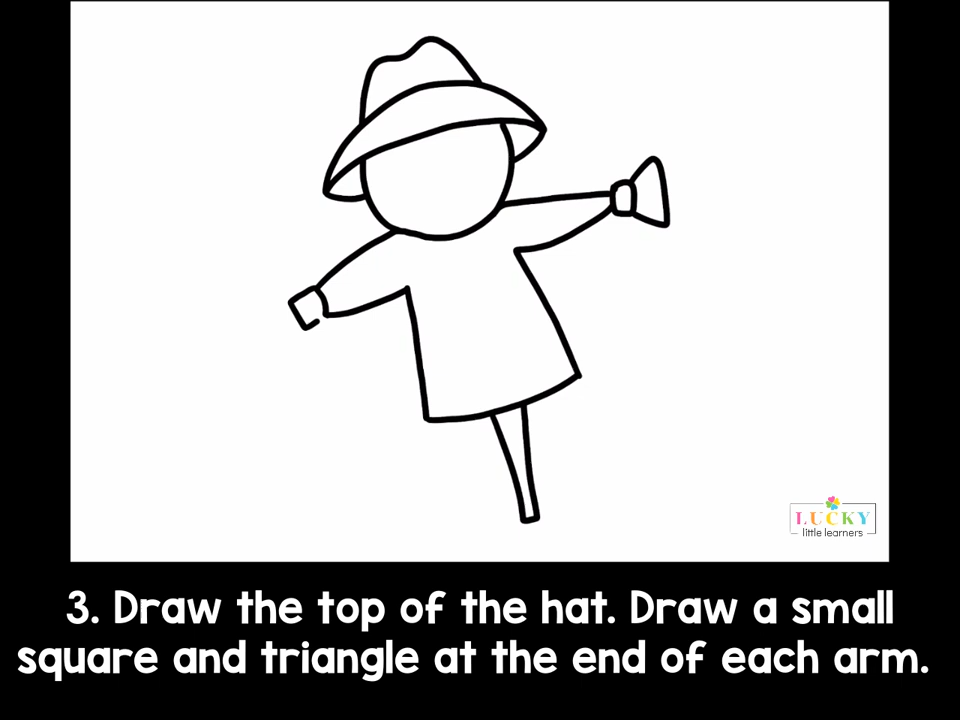 LUCKY
little learners
3. Draw the top of the hat. Draw a small
square and triangle at the end of each arm.